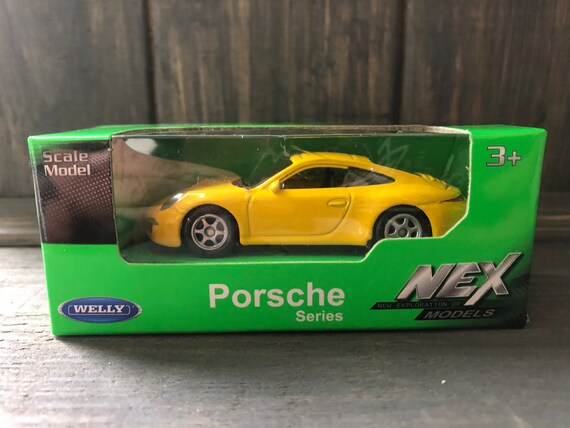 Scale
Model
3+
WELLY
Porsche
Series
NEX
NEW EXPLORATION OF
MODELS